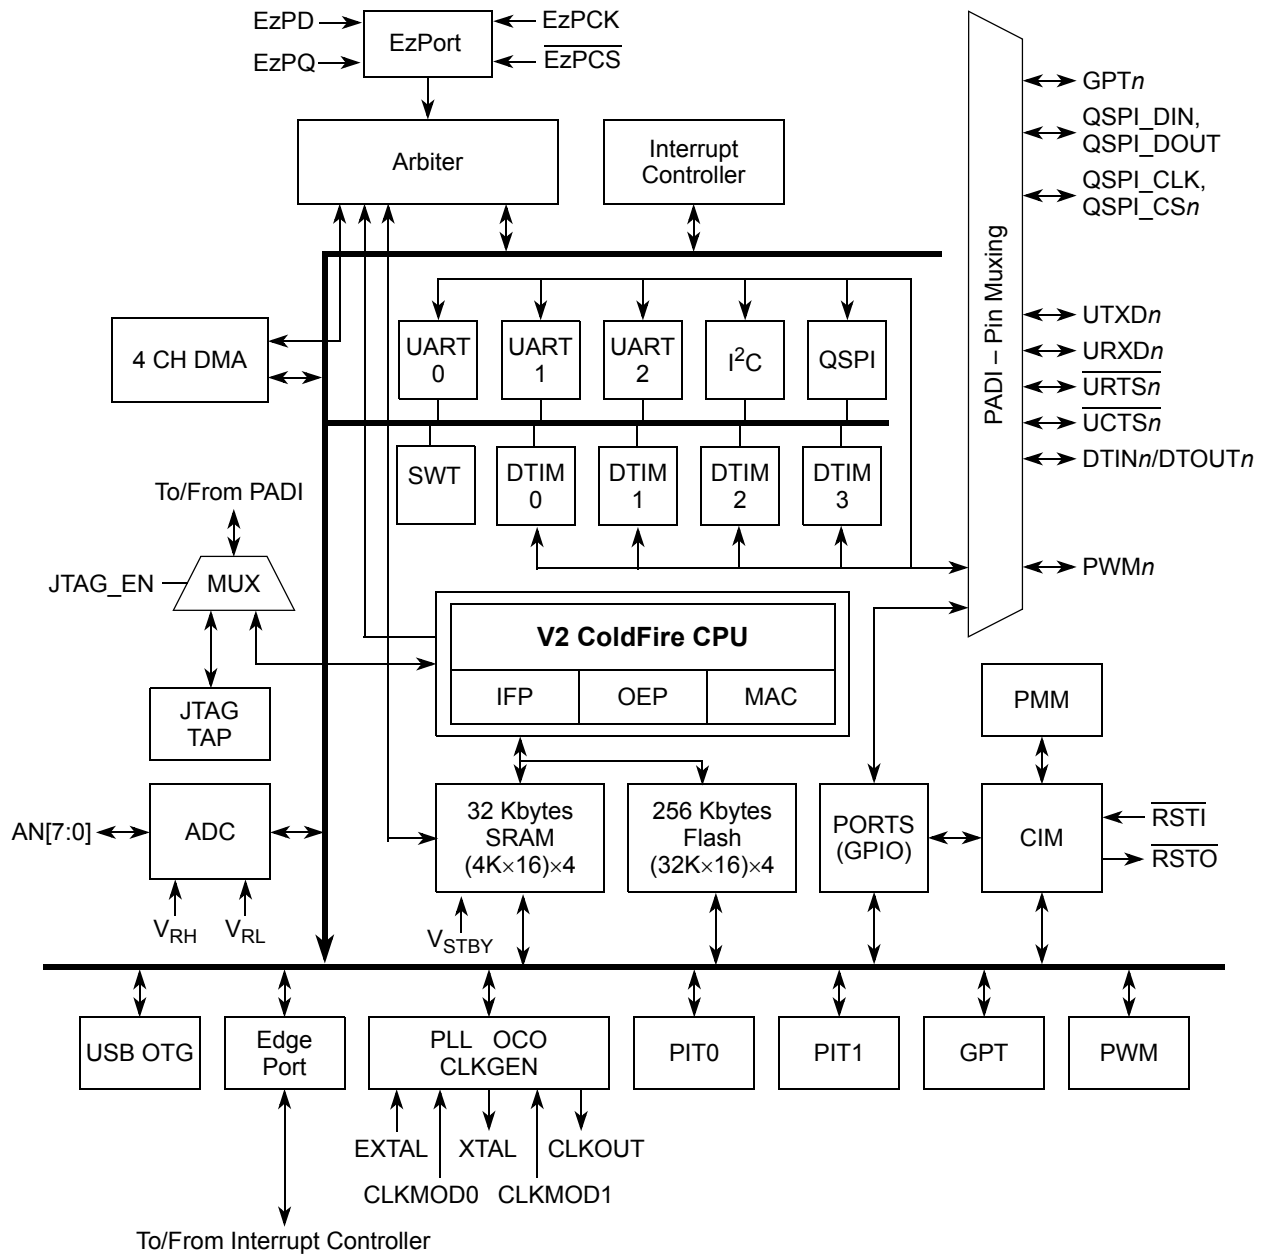 EzPD
EzPQ
EzPort
EzPCK
EzPCS
Arbiter
Interrupt
Controller
PADI – Pin Muxing
GPTn
QSPI_DIN,
QSPI_DOUT
QSPI_CLK,
QSPI_CSn
UTXDn
URXDn
URTSn
UCTSn
DTINn/DTOUTn
PWMn
4 CH DMA
UART
0
UART
1
UART
2
I²C
QSPI
SWT
DTIM
0
DTIM
1
DTIM
2
DTIM
3
To/From PADI
JTAG_EN
MUX
JTAG
TAP
V2 ColdFire CPU
IFP
OEP
MAC
PMM
AN[7:0]
ADC
VRH
VRL
32 Kbytes
SRAM
(4K×16)×4
VSTBY
256 Kbytes
Flash
(32K×16)×4
PORTS
(GPIO)
CIM
RSTI
RSTO
USB OTG
Edge
Port
PLL OCO
CLKGEN
PIT0
PIT1
GPT
PWM
EXTAL
XTAL
CLKOUT
CLKMOD0
CLKMOD1
To/From Interrupt Controller